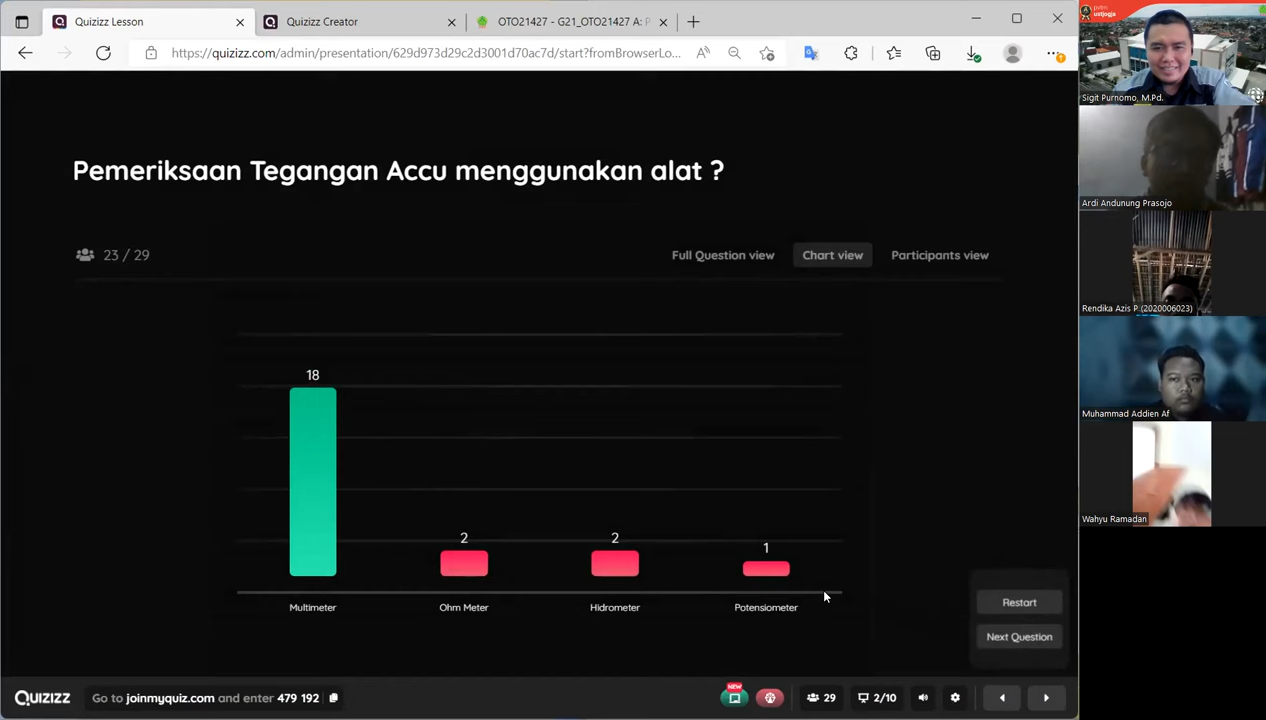 Quizizz Lesson
Quizizz Creator
OTO21427 - G21_OTO21427 A: P
https://quizizz.com/admin/presentation/629d973d29c2d3001d70ac7d/start?fromBrowserLo...
Pemeriksaan Tegangan Accu menggunakan alat ?
23 / 29
Full Question view
Chart view
Participants view
18
2
2
1
Multimeter
Ohm Meter
Hidrometer
Potensiometer
Restart
Next Question
QUIZIZZ
Go to joinmyquiz.com and enter 479 192
NEW
29
2/10
pvtm
ustjogja
Sigit Purnomo, M.Pd.
Ardi Andunung Prasojo
Rendika Azis P (2020006023)
Muhammad Addien Af
Wahyu Ramadan